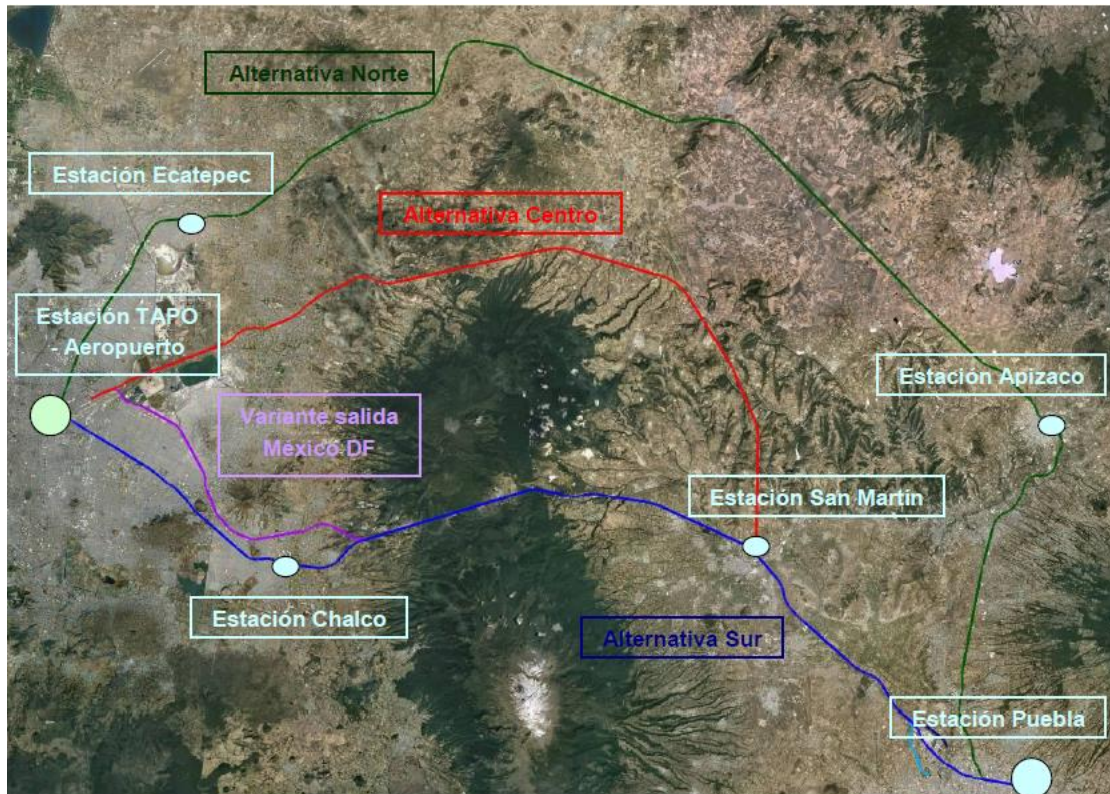 Alternativa Norte
Estación Ecatepec
Alternativa Centro
Estación TAPO
- Aeropuerto
Estación Apizaco
Variante salida
México DF
Estación San Martín
Estación Chalco
Alternativa Sur
Estación Puebla